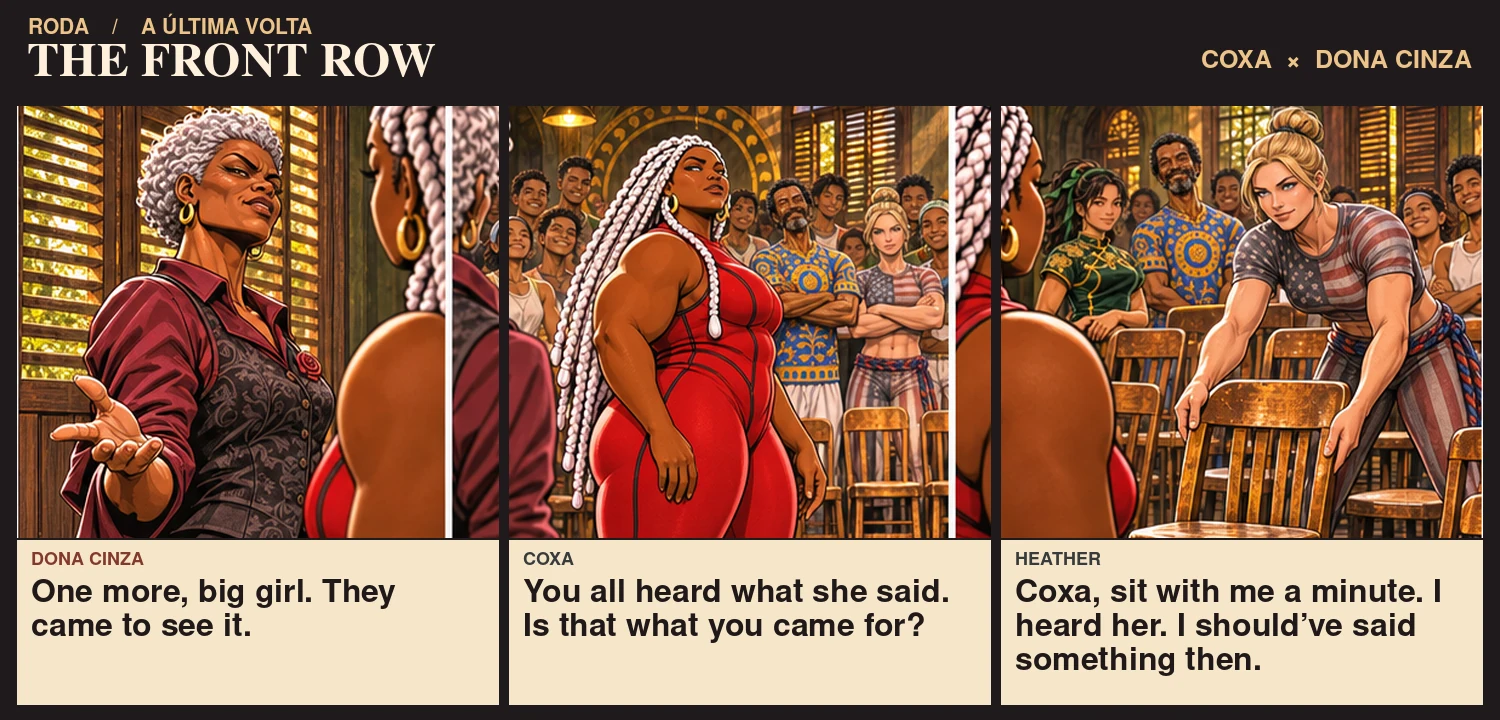 RODA / A ÚLTIMA VOLTA
THE FRONT ROW
COXA × DONA CINZA
DONA CINZA
One more, big girl. They
came to see it.
COXA
You all heard what she said.
Is that what you came for?
HEATHER
Coxa, sit with me a minute. I
heard her. I should’ve said
something then.